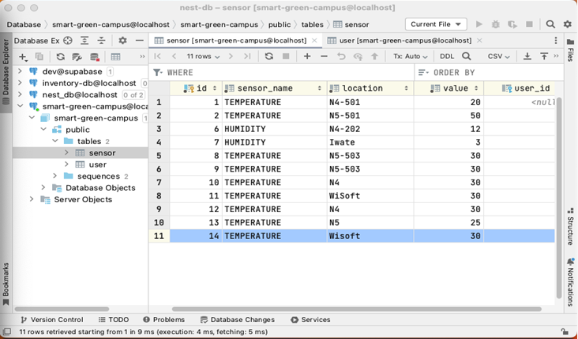 nest-db – sensor [smart-green-campus@localhost]
Database
smart-green-campus@localhost
smart-green-campus
public
tables
sensor
Current File
Database Explorer
Database Ex
sensor [smart-green-campus@localhost]
user [smart-green-campus@localhost]
11 rows
Tx: Auto
DDL
CSV
WHERE
ORDER BY
dev@supabase 1
inventory-db@localhost
nest_db@localhost 0 of 2
smart-green-campus@loca
smart-green-campus
public
tables 2
sensor
user
sequences 2
Database Objects
Server Objects
id sensor_name location value user_id
1 1 TEMPERATURE N4-501 20 <null
2 2 TEMPERATURE N5-501 50
3 6 HUMIDITY N4-202 12
4 7 HUMIDITY Iwate 3
5 8 TEMPERATURE N5-503 30
6 9 TEMPERATURE N5-503 30
7 10 TEMPERATURE N4 30
8 11 TEMPERATURE WiSoft 30
9 12 TEMPERATURE N4 30
10 13 TEMPERATURE N5 25
11 14 TEMPERATURE Wisoft 30
Files
Structure
Notifications
Bookmarks
Version Control
TODO
Problems
Database Changes
Services
11 rows retrieved starting from 1 in 9 ms (execution: 4 ms, fetching: 5 ms)